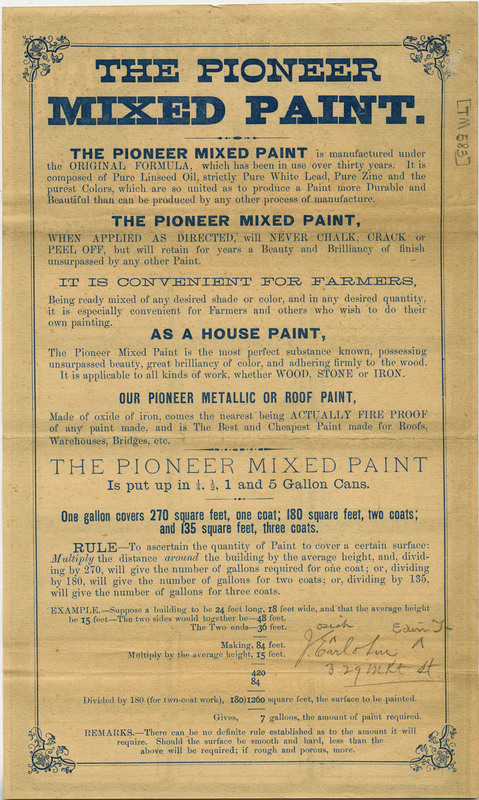 THE PIONEER
MIXED PAINT.
JM 583
THE PIONEER MIXED PAINT is manufactured under
the ORIGINAL FORMULA, which has been in use over thirty years. It is
composed of Pure Linseed Oil, strictly Pure White Lead, Pure Zinc and the
purest Colors, which are so united as to produce a Paint more Durable and
Beautiful than can be produced by any other process of manufacture.
THE PIONEER MIXED PAINT,
WHEN APPLIED AS DIRECTED, will NEVER CHALK, CRACK or
PEEL OFF, but will retain for years a Beauty and Brilliancy of finish
unsurpassed by any other Paint.
IT IS CONVENIENT FOR FARMERS,
Being ready mixed of any desired shade or color, and in any desired quantity,
it is especially convenient for Farmers and others who wish to do their
own painting.
AS A HOUSE PAINT,
The Pioneer Mixed Paint is the most perfect substance known, possessing
unsurpassed beauty, great brilliancy of color, and adhering firmly to the wood.
It is applicable to all kinds of work, whether WOOD, STONE or IRON.
OUR PIONEER METALLIC OR ROOF PAINT,
Made of oxide of iron, comes the nearest being ACTUALLY FIRE PROOF
of any paint made, and is The Best and Cheapest Paint made for Roofs,
Warehouses, Bridges, etc.
THE PIONEER MIXED PAINT
Is put up in ¼, ½, 1 and 5 Gallon Cans.
One gallon covers 270 square feet, one coat; 180 square feet, two coats;
and 135 square feet, three coats.
RULE—To ascertain the quantity of Paint to cover a certain surface:
Multiply the distance around the building by the average height, and, divid-
ing by 270, will give the number of gallons required for one coat; or, dividing
by 180, will give the number of gallons for two coats; or, dividing by 135,
will give the number of gallons for three coats.
EXAMPLE.—Suppose a building to be 24 feet long, 18 feet wide, and that the average height
be 15 feet—The two sides would together be—48 feet.
The Two ends—36 feet.
Making, 84 feet.
Multiply by the average height, 15 feet.
420
84
Divided by 180 (for two-coat work), 180)1260 square feet, the surface to be painted.
Gives, 7 gallons, the amount of paint required.
osiah Edwin
J. Earl
329 Mkt St
REMARKS.—There can be no definite rule established as to the amount it will
require. Should the surface be smooth and hard, less than the
above will be required; if rough and porous, more.